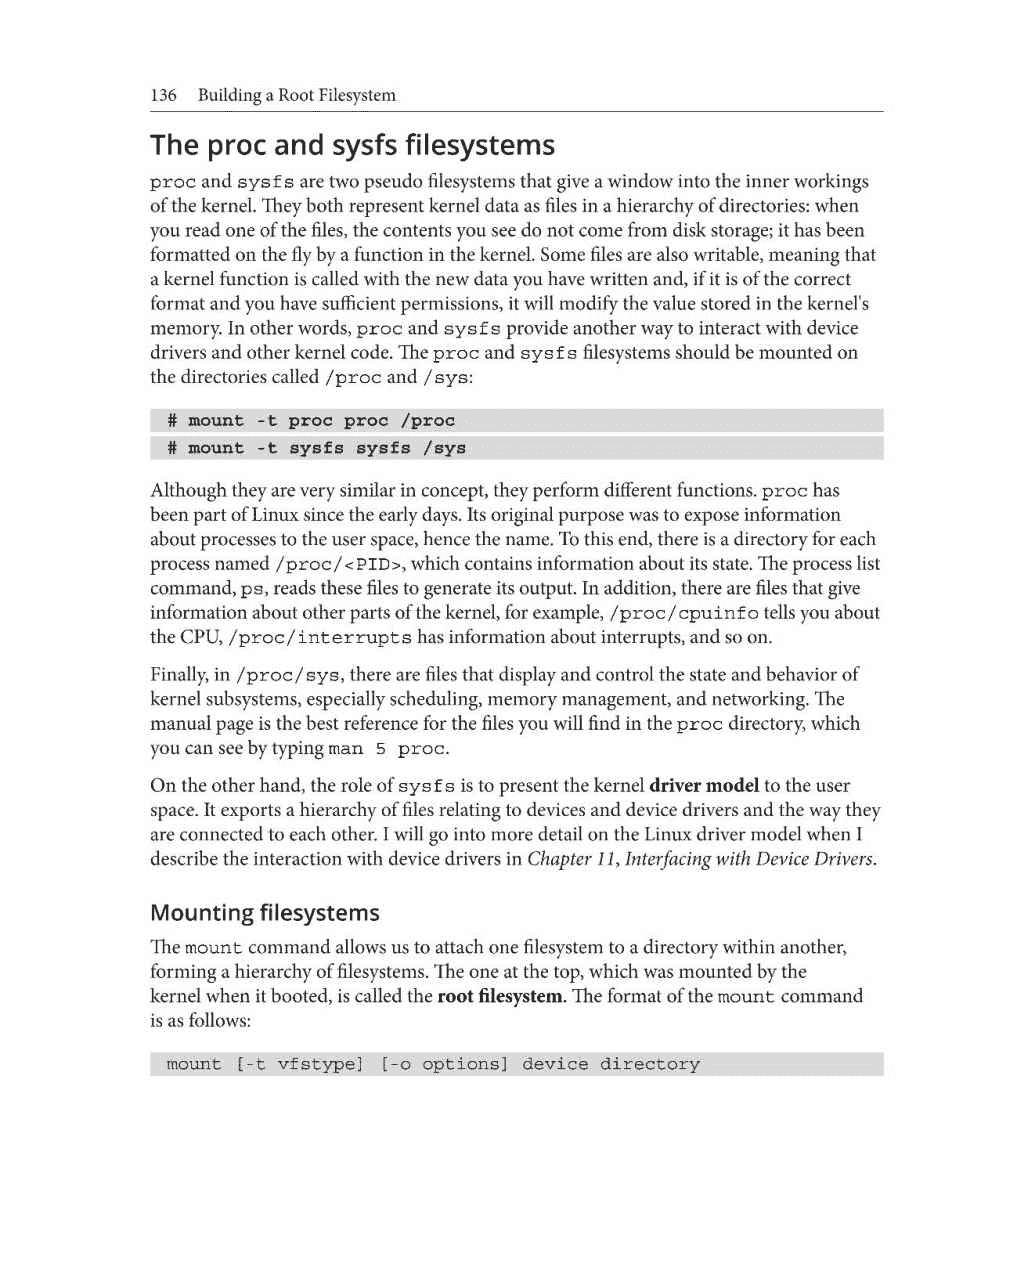 136 Building a Root Filesystem
The proc and sysfs filesystems
proc and sysfs are two pseudo filesystems that give a window into the inner workings
of the kernel. They both represent kernel data as files in a hierarchy of directories: when
you read one of the files, the contents you see do not come from disk storage; it has been
formatted on the fly by a function in the kernel. Some files are also writable, meaning that
a kernel function is called with the new data you have written and, if it is of the correct
format and you have sufficient permissions, it will modify the value stored in the kernel's
memory. In other words, proc and sysfs provide another way to interact with device
drivers and other kernel code. The proc and sysfs filesystems should be mounted on
the directories called /proc and /sys:
# mount -t proc proc /proc
# mount -t sysfs sysfs /sys
Although they are very similar in concept, they perform different functions. proc has
been part of Linux since the early days. Its original purpose was to expose information
about processes to the user space, hence the name. To this end, there is a directory for each
process named /proc/<PID>, which contains information about its state. The process list
command, ps, reads these files to generate its output. In addition, there are files that give
information about other parts of the kernel, for example, /proc/cpuinfo tells you about
the CPU, /proc/interrupts has information about interrupts, and so on.
Finally, in /proc/sys, there are files that display and control the state and behavior of
kernel subsystems, especially scheduling, memory management, and networking. The
manual page is the best reference for the files you will find in the proc directory, which
you can see by typing man 5 proc.
On the other hand, the role of sysfs is to present the kernel driver model to the user
space. It exports a hierarchy of files relating to devices and device drivers and the way they
are connected to each other. I will go into more detail on the Linux driver model when I
describe the interaction with device drivers in Chapter 11, Interfacing with Device Drivers.
Mounting filesystems
The mount command allows us to attach one filesystem to a directory within another,
forming a hierarchy of filesystems. The one at the top, which was mounted by the
kernel when it booted, is called the root filesystem. The format of the mount command
is as follows:
mount [-t vfstype] [-o options] device directory